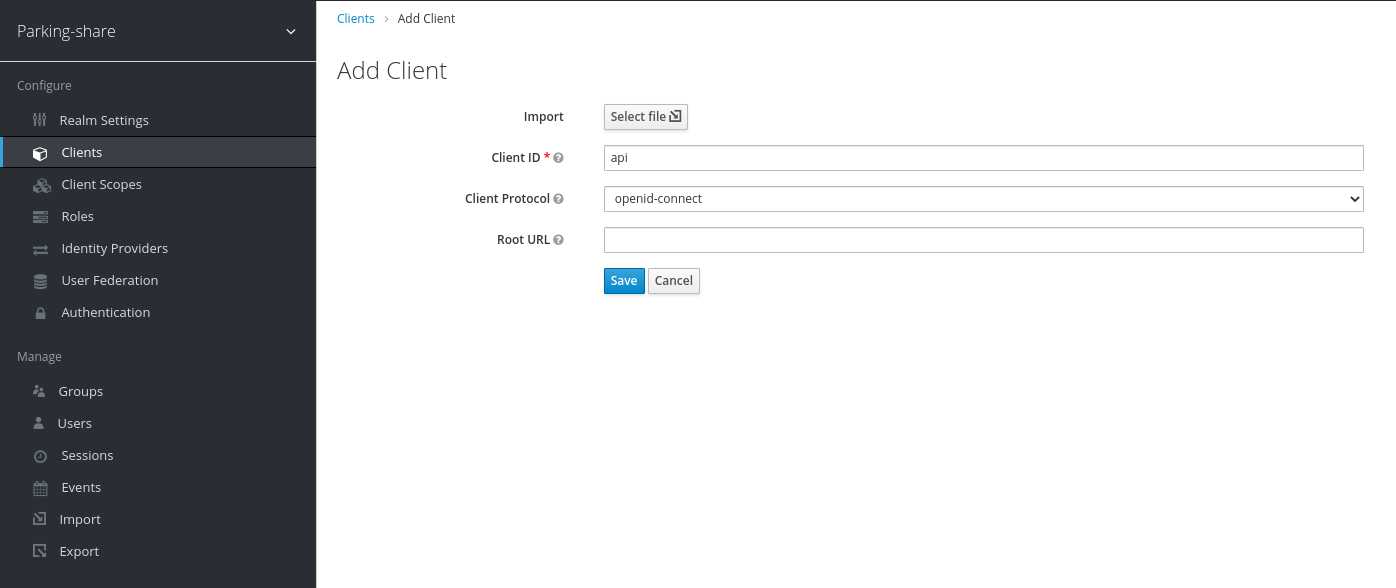 Parking-share
Configure
Realm Settings
Clients
Client Scopes
Roles
Identity Providers
User Federation
Authentication
Manage
Groups
Users
Sessions
Events
Import
Export
Clients > Add Client
Add Client
Import Select file
Client ID * api
Client Protocol openid-connect
Root URL
Save Cancel